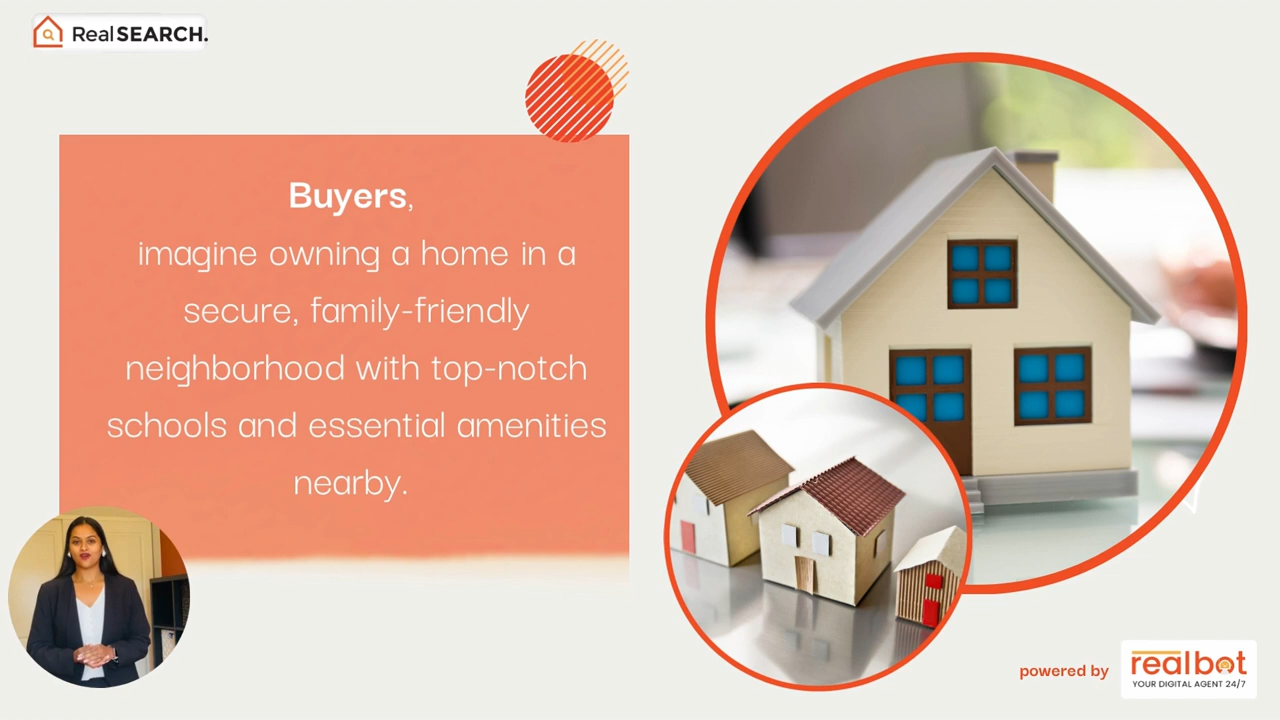 RealSEARCH.
Buyers,
imagine owning a home in a
secure, family-friendly
neighborhood with top-notch
schools and essential amenities
nearby.
powered by
realbot
YOUR DIGITAL AGENT 24/7